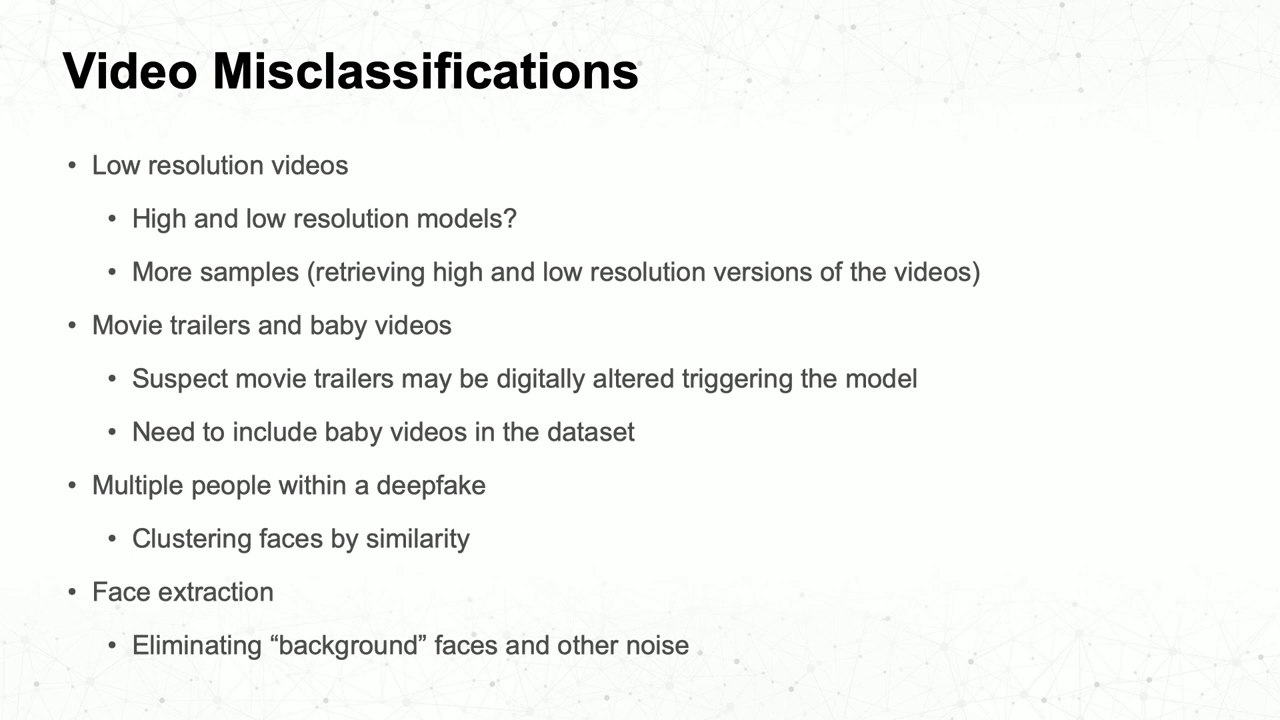 Video Misclassifications
• Low resolution videos
• High and low resolution models?
• More samples (retrieving high and low resolution versions of the videos)
• Movie trailers and baby videos
• Suspect movie trailers may be digitally altered triggering the model
• Need to include baby videos in the dataset
• Multiple people within a deepfake
• Clustering faces by similarity
• Face extraction
• Eliminating “background” faces and other noise